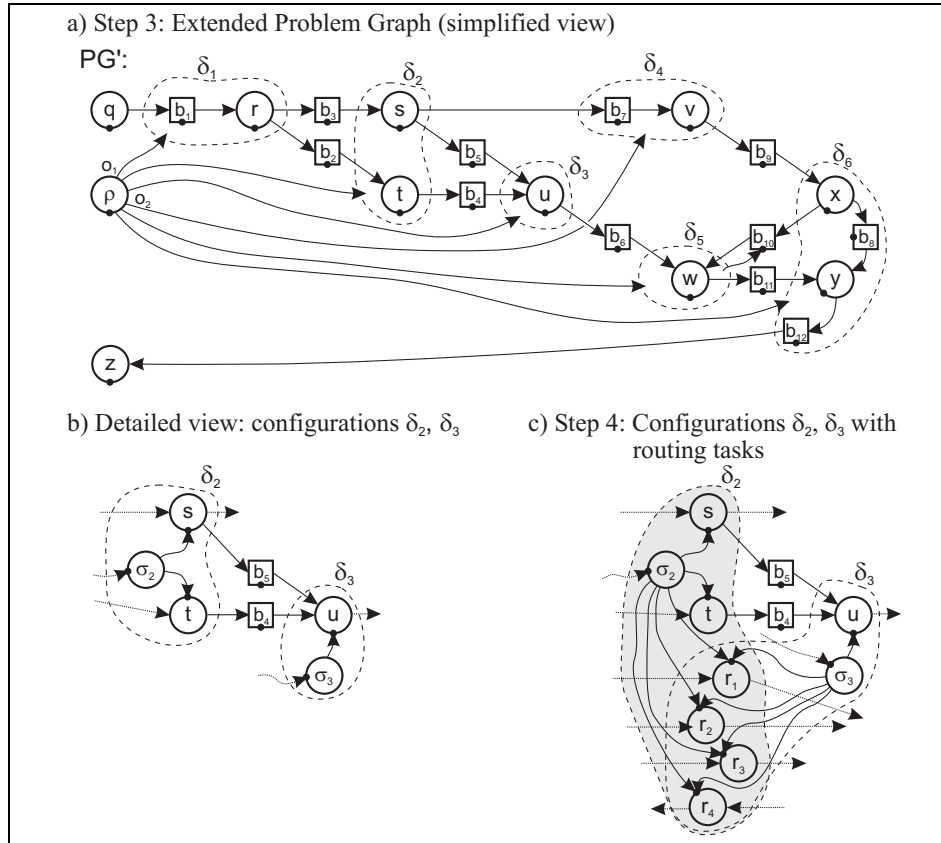 a) Step 3: Extended Problem Graph (simplified view)
PG':
δ1 δ2 δ4
q b1 r b3 s b7 v
b2 b5 b9
o1 δ3 δ6
ρ o2 t b4 u x
b6 δ5 b10 b8
w b11 y
b12
z
b) Detailed view: configurations δ2, δ3
δ2
s
σ2 b5
δ3
t b4 u
σ3
c) Step 4: Configurations δ2, δ3 with
routing tasks
δ2
s
σ2 b5
δ3
t b4 u
r1 σ3
r2
r3
r4